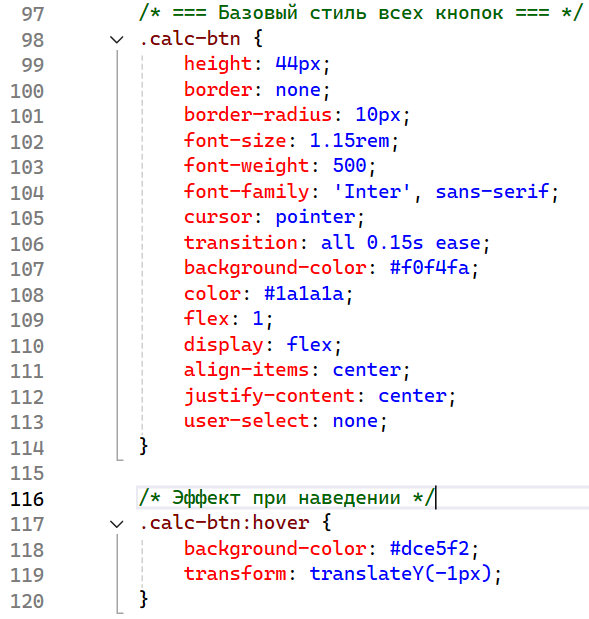 97 /* === Базовый стиль всех кнопок === */
98 .calc-btn {
99 height: 44px;
100 border: none;
101 border-radius: 10px;
102 font-size: 1.15rem;
103 font-weight: 500;
104 font-family: 'Inter', sans-serif;
105 cursor: pointer;
106 transition: all 0.15s ease;
107 background-color: #f0f4fa;
108 color: #1a1a1a;
109 flex: 1;
110 display: flex;
111 align-items: center;
112 justify-content: center;
113 user-select: none;
114 }
115
116 /* Эффект при наведении */
117 .calc-btn:hover {
118 background-color: #dce5f2;
119 transform: translateY(-1px);
120 }